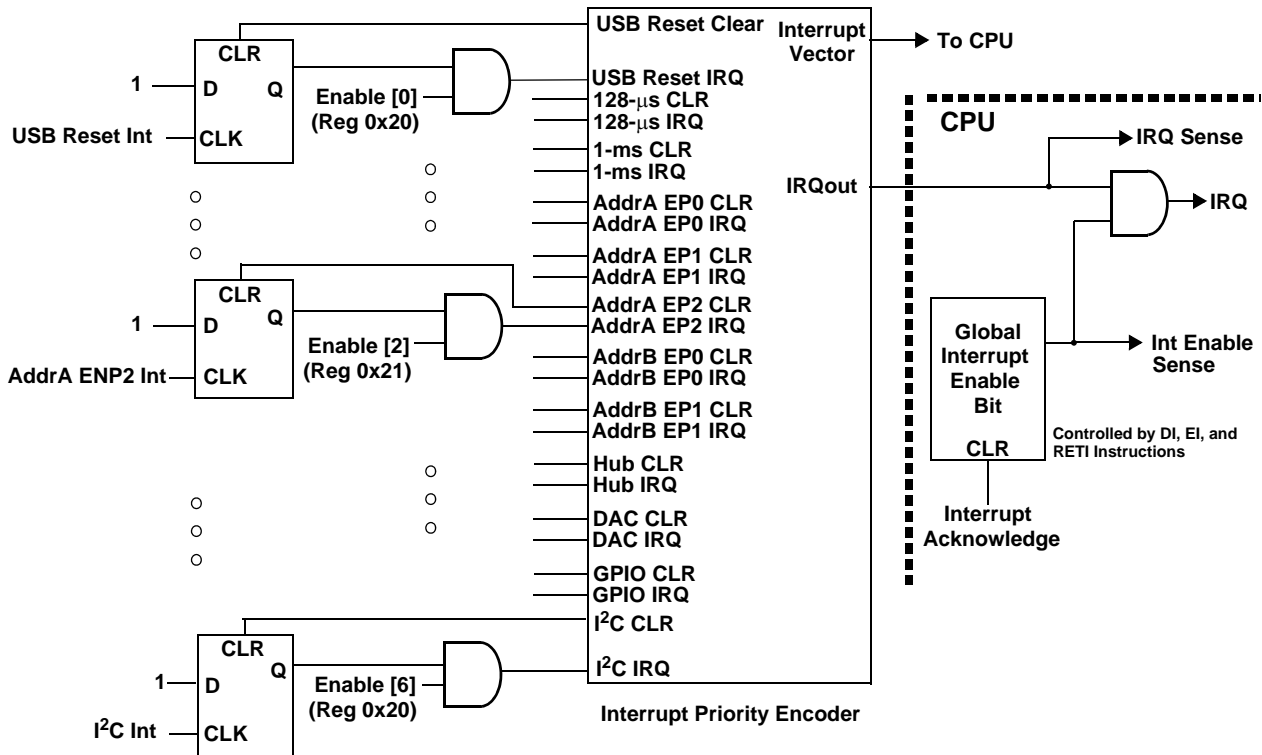 CLR
D
Q
CLK
1
USB Reset Int
Enable [0]
(Reg 0x20)
CLR
D
Q
CLK
1
AddrA ENP2 Int
Enable [2]
(Reg 0x21)
CLR
D
Q
CLK
1
I²C Int
Enable [6]
(Reg 0x20)
USB Reset Clear
USB Reset IRQ
128-μs CLR
128-μs IRQ
1-ms CLR
1-ms IRQ
AddrA EP0 CLR
AddrA EP0 IRQ
AddrA EP1 CLR
AddrA EP1 IRQ
AddrA EP2 CLR
AddrA EP2 IRQ
AddrB EP0 CLR
AddrB EP0 IRQ
AddrB EP1 CLR
AddrB EP1 IRQ
Hub CLR
Hub IRQ
DAC CLR
DAC IRQ
GPIO CLR
GPIO IRQ
I²C CLR
I²C IRQ
Interrupt
Vector
IRQout
Interrupt Priority Encoder
To CPU
CPU
IRQ Sense
IRQ
Global
Interrupt
Enable
Bit
CLR
Int Enable
Sense
Controlled by DI, EI, and
RETI Instructions
Interrupt
Acknowledge